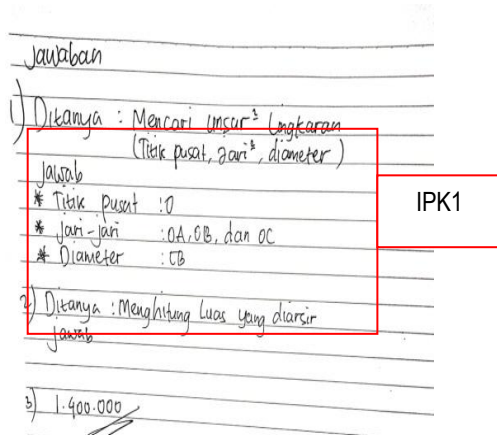 Jawaban
1) Ditanya : Mencari unsur² Lingkaran
(Titik pusat, Jari², diameter)
Jawab
* Titik pusat : O
* Jari-jari : OA, OB, dan OC
* Diameter : CB
2) Ditanya : Menghitung Luas yang diarsir
Jawab
3) 1.400.000
IPK1